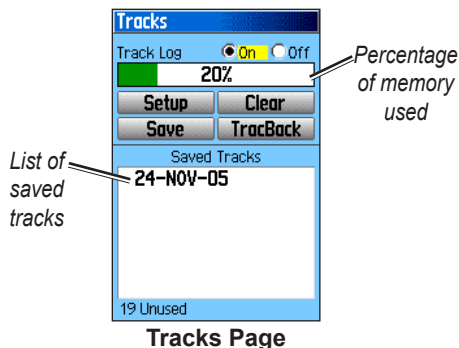 Tracks
Track Log On Off
20%
Percentage
of memory
used
Setup Clear
Save TracBack
List of
saved
tracks
Saved Tracks
24-NOV-05
19 Unused
Tracks Page